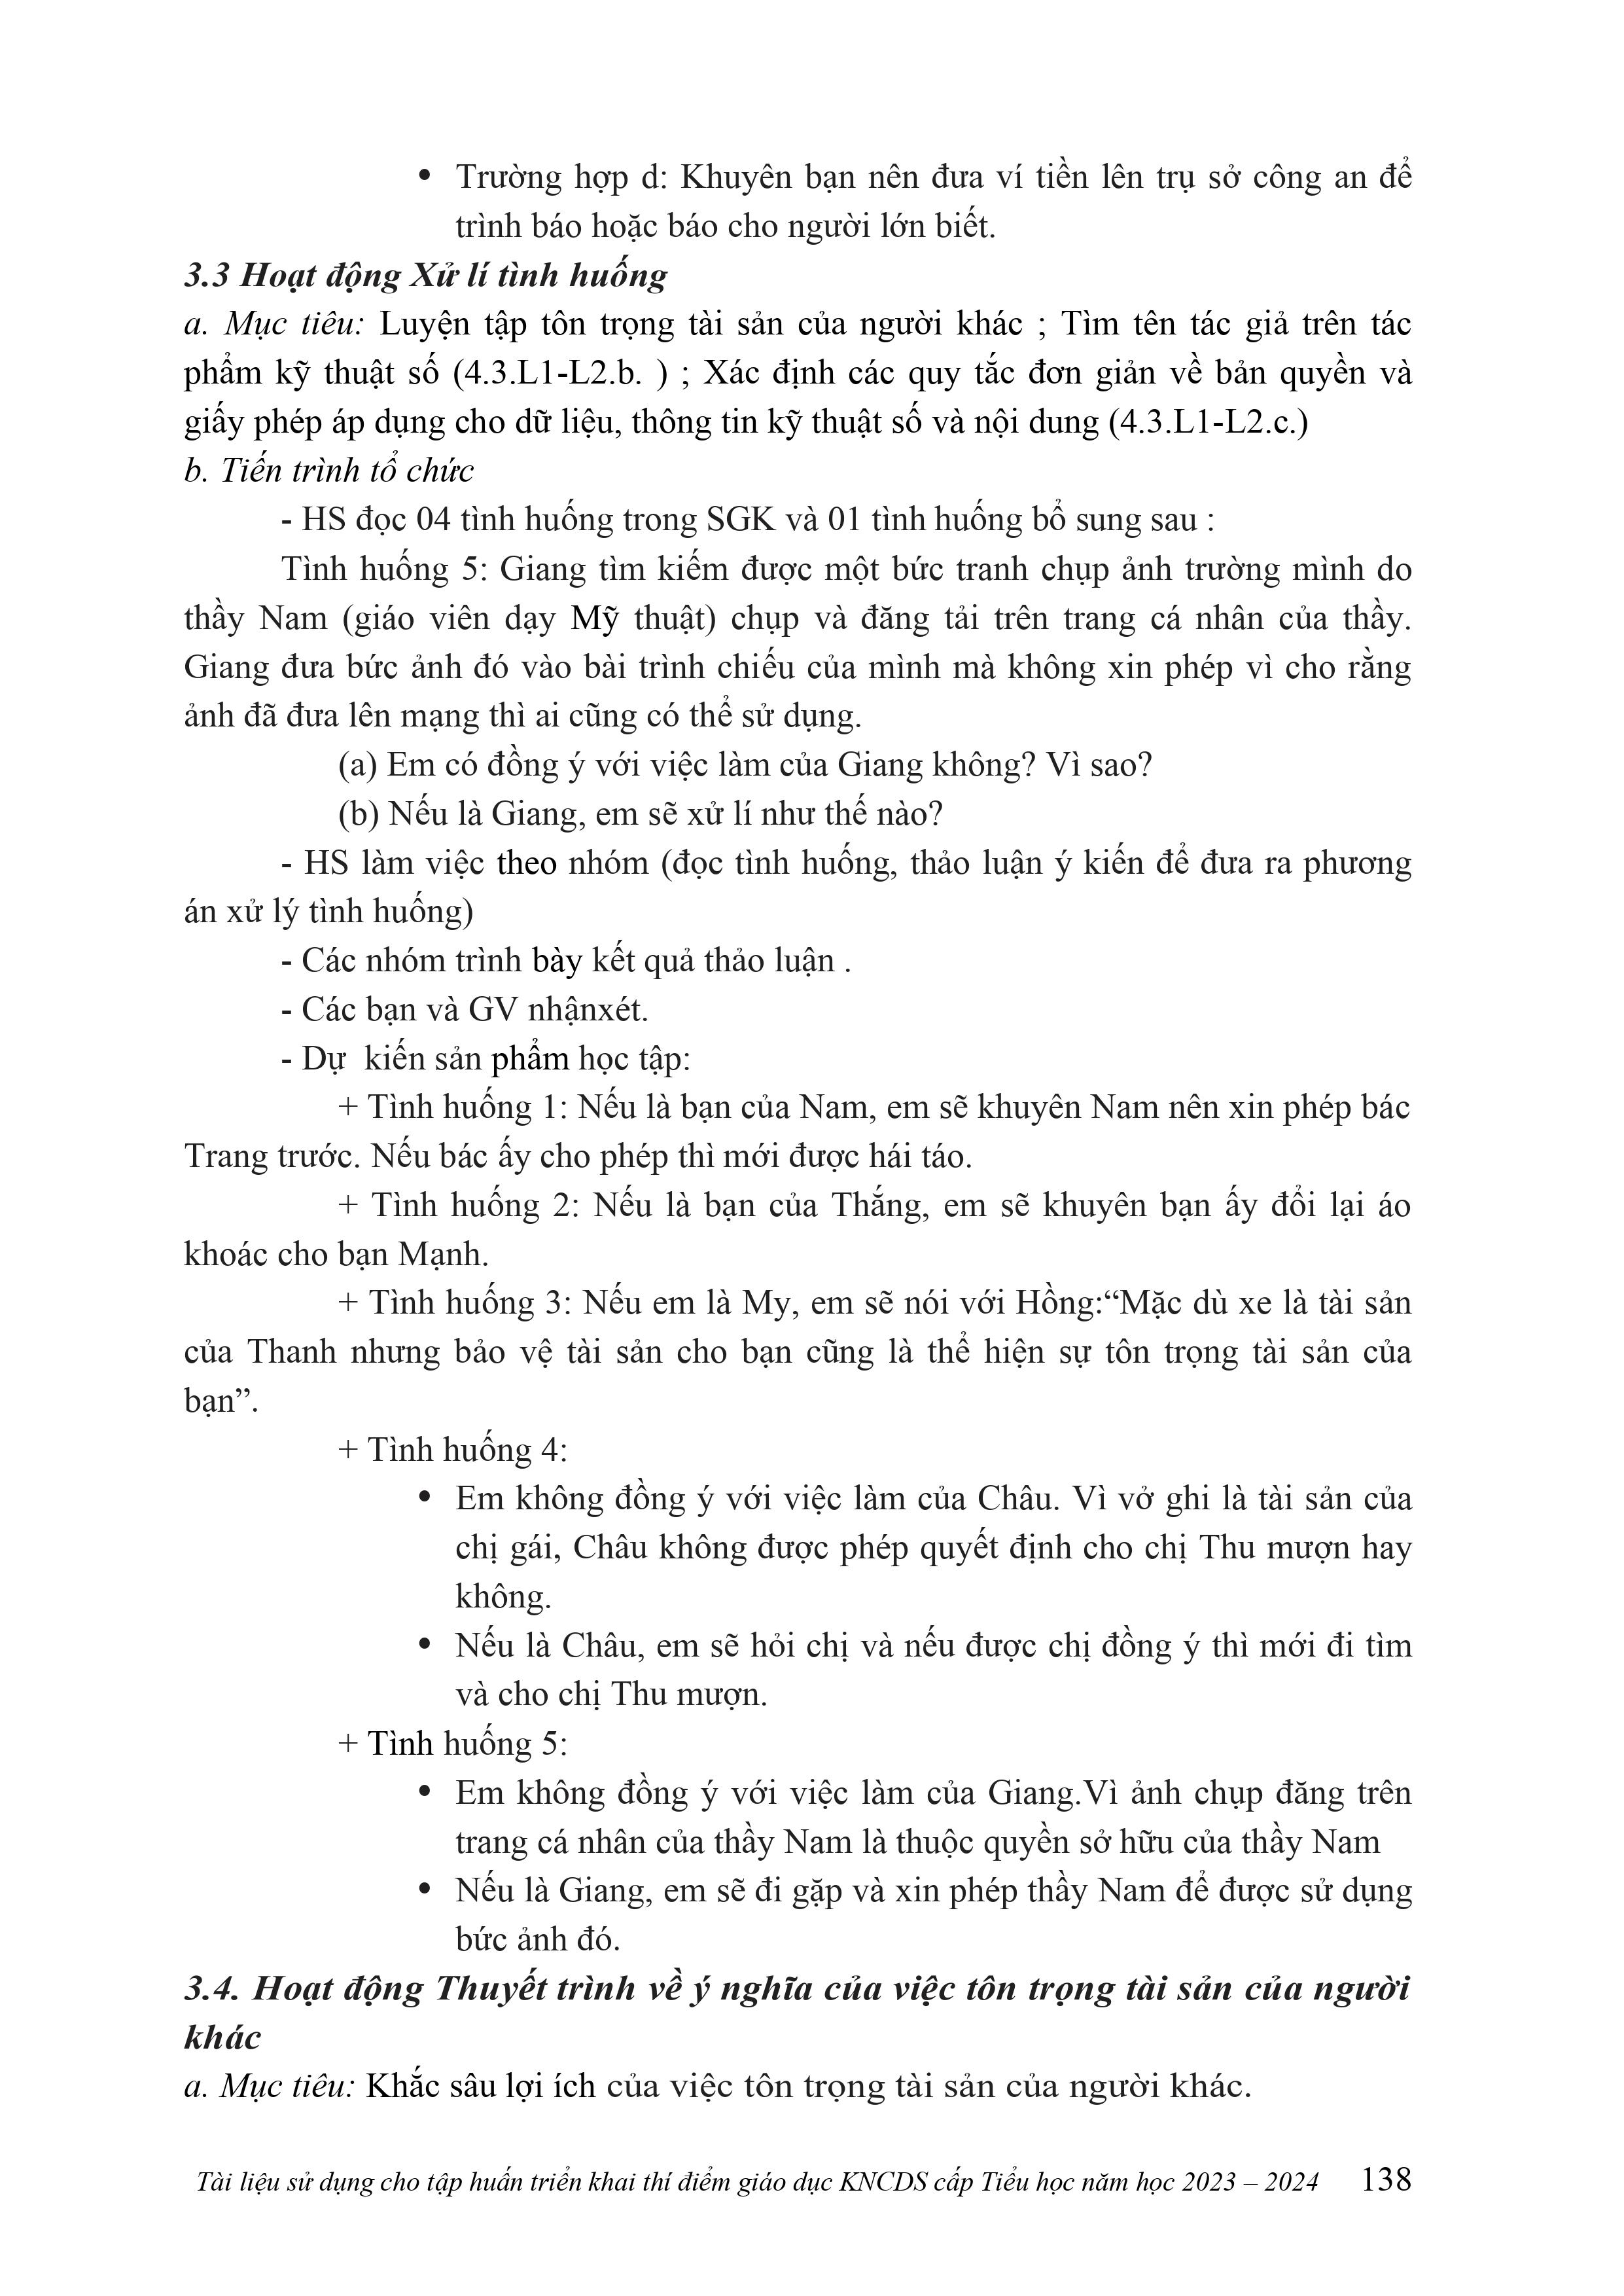 • Trường hợp d: Khuyên bạn nên đưa ví tiền lên trụ sở công an để
trình báo hoặc báo cho người lớn biết.
3.3 Hoạt động Xử lí tình huống
a. Mục tiêu: Luyện tập tôn trọng tài sản của người khác ; Tìm tên tác giả trên tác
phẩm kỹ thuật số (4.3.L1-L2.b. ) ; Xác định các quy tắc đơn giản về bản quyền và
giấy phép áp dụng cho dữ liệu, thông tin kỹ thuật số và nội dung (4.3.L1-L2.c.)
b. Tiến trình tổ chức
- HS đọc 04 tình huống trong SGK và 01 tình huống bổ sung sau :
Tình huống 5: Giang tìm kiếm được một bức tranh chụp ảnh trường mình do
thầy Nam (giáo viên dạy Mỹ thuật) chụp và đăng tải trên trang cá nhân của thầy.
Giang đưa bức ảnh đó vào bài trình chiếu của mình mà không xin phép vì cho rằng
ảnh đã đưa lên mạng thì ai cũng có thể sử dụng.
(a) Em có đồng ý với việc làm của Giang không? Vì sao?
(b) Nếu là Giang, em sẽ xử lí như thế nào?
- HS làm việc theo nhóm (đọc tình huống, thảo luận ý kiến để đưa ra phương
án xử lý tình huống)
- Các nhóm trình bày kết quả thảo luận .
- Các bạn và GV nhậnxét.
- Dự  kiến sản phẩm học tập:
+ Tình huống 1: Nếu là bạn của Nam, em sẽ khuyên Nam nên xin phép bác
Trang trước. Nếu bác ấy cho phép thì mới được hái táo.
+ Tình huống 2: Nếu là bạn của Thắng, em sẽ khuyên bạn ấy đổi lại áo
khoác cho bạn Mạnh.
+ Tình huống 3: Nếu em là My, em sẽ nói với Hồng:“Mặc dù xe là tài sản
của Thanh nhưng bảo vệ tài sản cho bạn cũng là thể hiện sự tôn trọng tài sản của
bạn”.
+ Tình huống 4:
• Em không đồng ý với việc làm của Châu. Vì vở ghi là tài sản của
chị gái, Châu không được phép quyết định cho chị Thu mượn hay
không.
• Nếu là Châu, em sẽ hỏi chị và nếu được chị đồng ý thì mới đi tìm
và cho chị Thu mượn.
+ Tình huống 5:
• Em không đồng ý với việc làm của Giang.Vì ảnh chụp đăng trên
trang cá nhân của thầy Nam là thuộc quyền sở hữu của thầy Nam
• Nếu là Giang, em sẽ đi gặp và xin phép thầy Nam để được sử dụng
bức ảnh đó.
3.4. Hoạt động Thuyết trình về ý nghĩa của việc tôn trọng tài sản của người
khác
a. Mục tiêu: Khắc sâu lợi ích của việc tôn trọng tài sản của người khác.
Tài liệu sử dụng cho tập huấn triển khai thí điểm giáo dục KNCDS cấp Tiểu học năm học 2023 – 2024 138